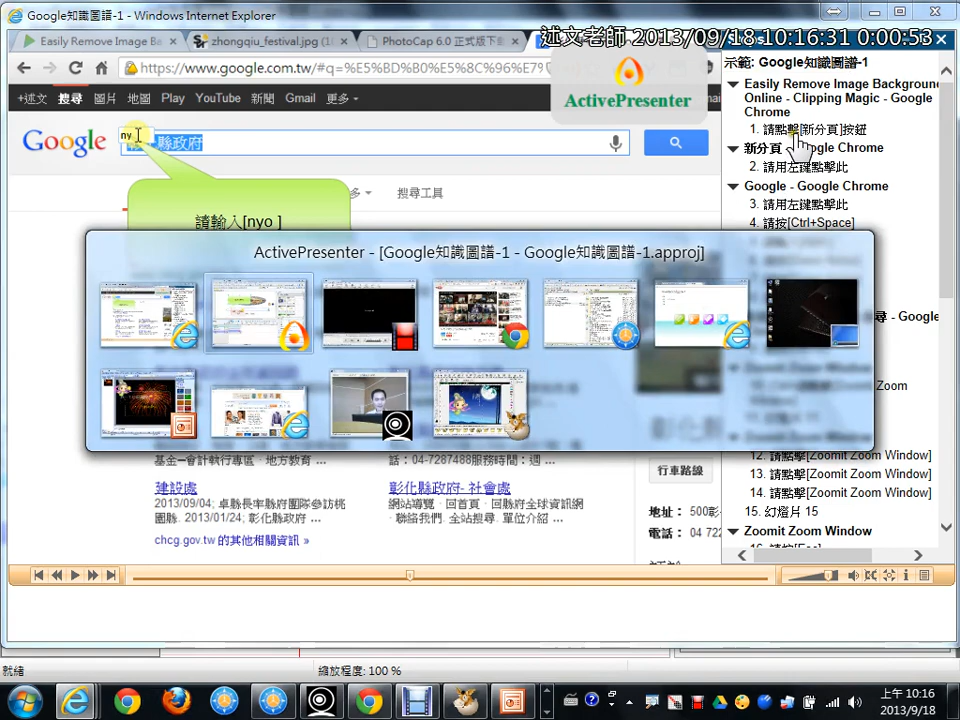 Google知識圖譜-1 - Windows Internet Explorer
述文老師 2013/09/18 10:16:31 0:00:53
Easily Remove Image Ba
zhongqiu_festival.jpg (1
PhotoCap 6.0 正式版下載
https://www.google.com.tw/#q=%E5%BD%B0%E5%8C%96%E7%
+述文 搜尋 圖片 地圖 Play YouTube 新聞 Gmail 更多
ActivePresenter
Google
ny
縣政府
搜尋工具
請輸入[nyo ]
示範: Google知識圖譜-1
Easily Remove Image Background
Online - Clipping Magic - Google
Chrome
1. 請點擊[新分頁]按鈕
新分頁 - Google Chrome
2. 請用左鍵點擊此
Google - Google Chrome
3. 請用左鍵點擊此
4. 請按[Ctrl+Space]
尋 - Google
Zoom
12. 請點擊[Zoomit Zoom Window]
13. 請點擊[Zoomit Zoom Window]
14. 請點擊[Zoomit Zoom Window]
15. 幻燈片 15
Zoomit Zoom Window
ActivePresenter - [Google知識圖譜-1 - Google知識圖譜-1.approj]
基金－會計執行專區 · 地方教育 ...
話：04-7287488服務時間：週 ...
建設處
2013/09/04; 卓縣長率縣府團隊參訪桃
園縣. 2013/01/24; 彰化縣政府 ...
彰化縣政府- 社會處
網站導覽 · 回首頁 · 縣府全球資訊網
· 聯絡我們. 全站搜尋. 單位介紹 ...
chcg.gov.tw 的其他相關資訊 »
行車路線
地址： 500彰
電話： 04 722
就緒
縮放程度: 100 %
上午 10:16
2013/9/18